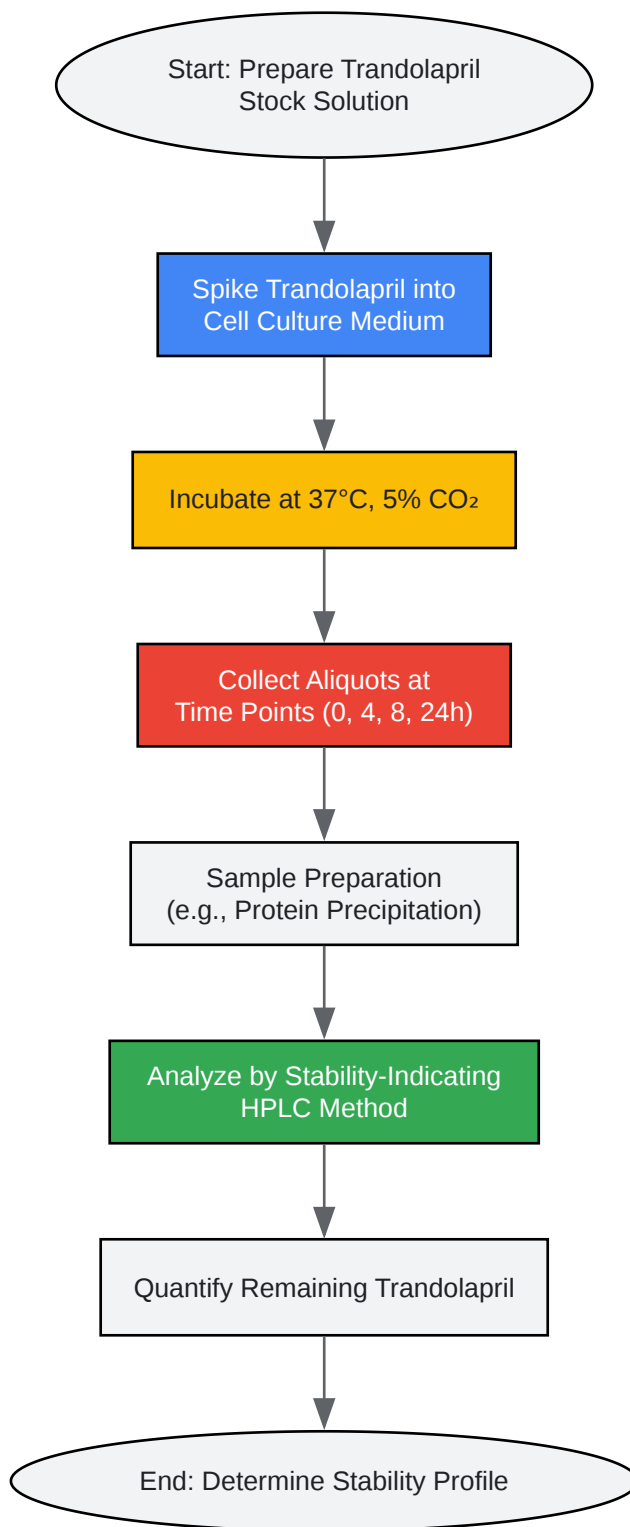 Start: Prepare Trandolapril
Stock Solution
Spike Trandolapril into
Cell Culture Medium
Incubate at 37°C, 5% CO₂
Collect Aliquots at
Time Points (0, 4, 8, 24h)
Sample Preparation
(e.g., Protein Precipitation)
Analyze by Stability-Indicating
HPLC Method
Quantify Remaining Trandolapril
End: Determine Stability Profile